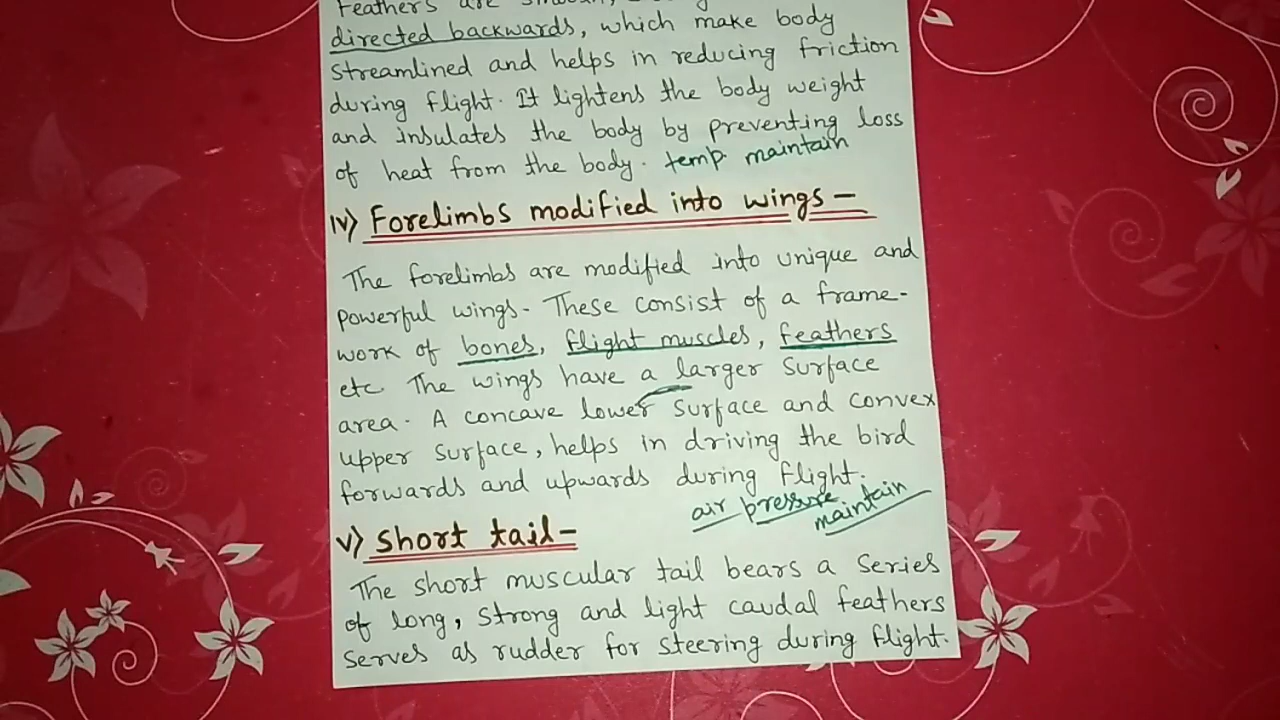 Feathers are
directed backwards, which make body
streamlined and helps in reducing friction
during flight. It lightens the body weight
and insulates the body by preventing loss
of heat from the body. temp. maintain
iv) Forelimbs modified into wings -
The forelimbs are modified into unique and
powerful wings- These consist of a frame-
work of bones, flight muscles, feathers
etc. The wings have a larger surface
area. A concave lower surface and convex
upper surface, helps in driving the bird
forwards and upwards during flight.
air pressure
maintain
v) Short tail-
The short muscular tail bears a series
of long, strong and light caudal feathers
serves as rudder for steering during flight.